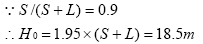 ∵ S/(S+L) = 0.9
∴ H₀ = 1.95×(S+L) = 18.5m